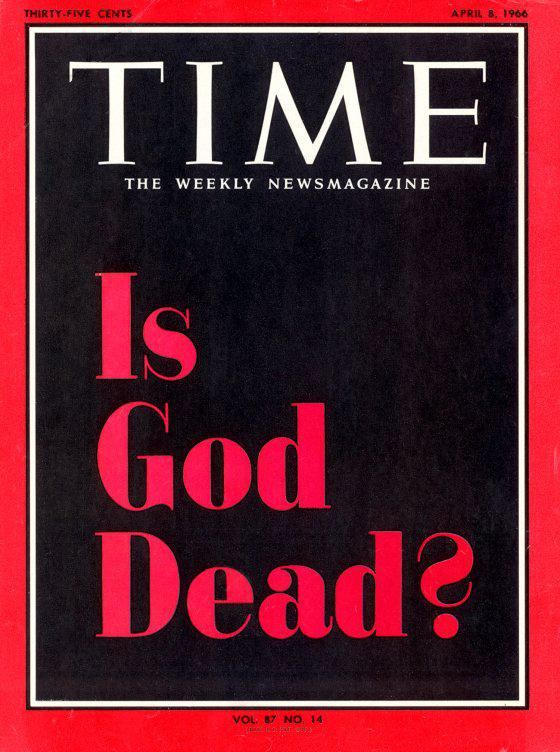 THIRTY-FIVE CENTS APRIL 8, 1966
TIME
THE WEEKLY NEWSMAGAZINE
Is
God
Dead?
VOL. 87 NO. 14